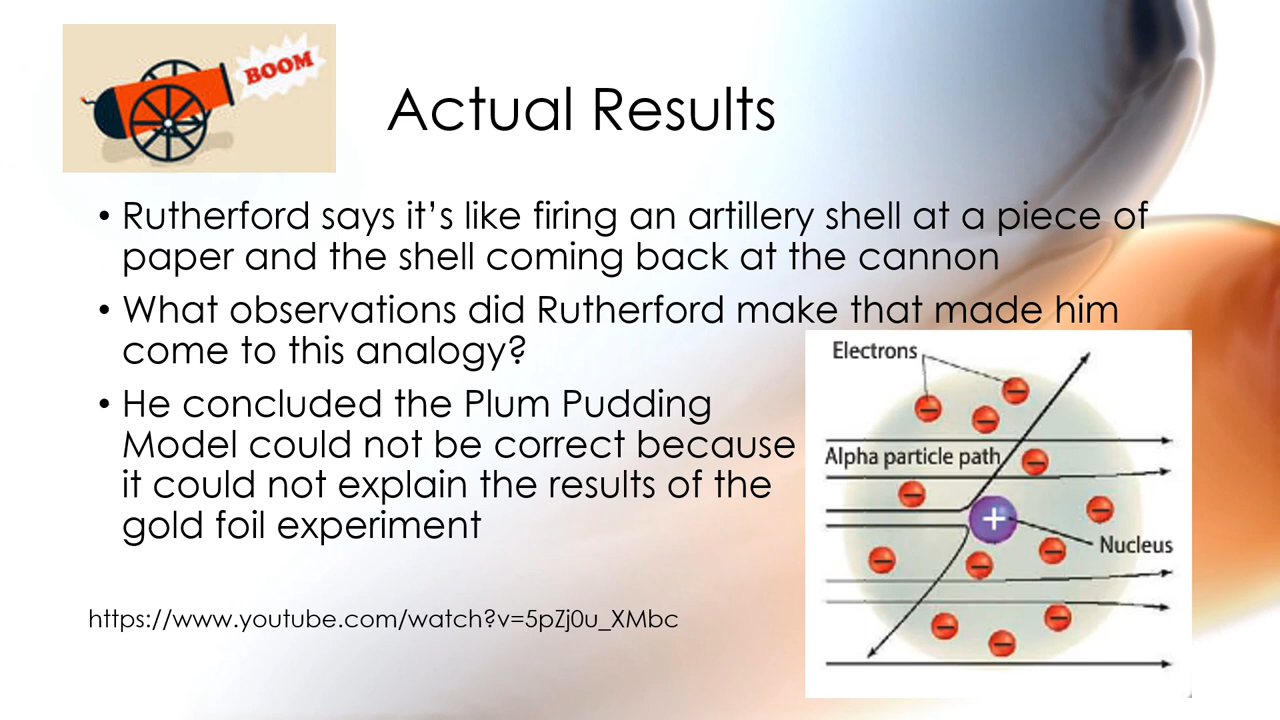 BOOM
Actual Results
• Rutherford says it’s like firing an artillery shell at a piece of
paper and the shell coming back at the cannon
• What observations did Rutherford make that made him
come to this analogy?
• He concluded the Plum Pudding
Model could not be correct because
it could not explain the results of the
gold foil experiment
https://www.youtube.com/watch?v=5pZj0u_XMbc
Electrons
Alpha particle path
+
Nucleus